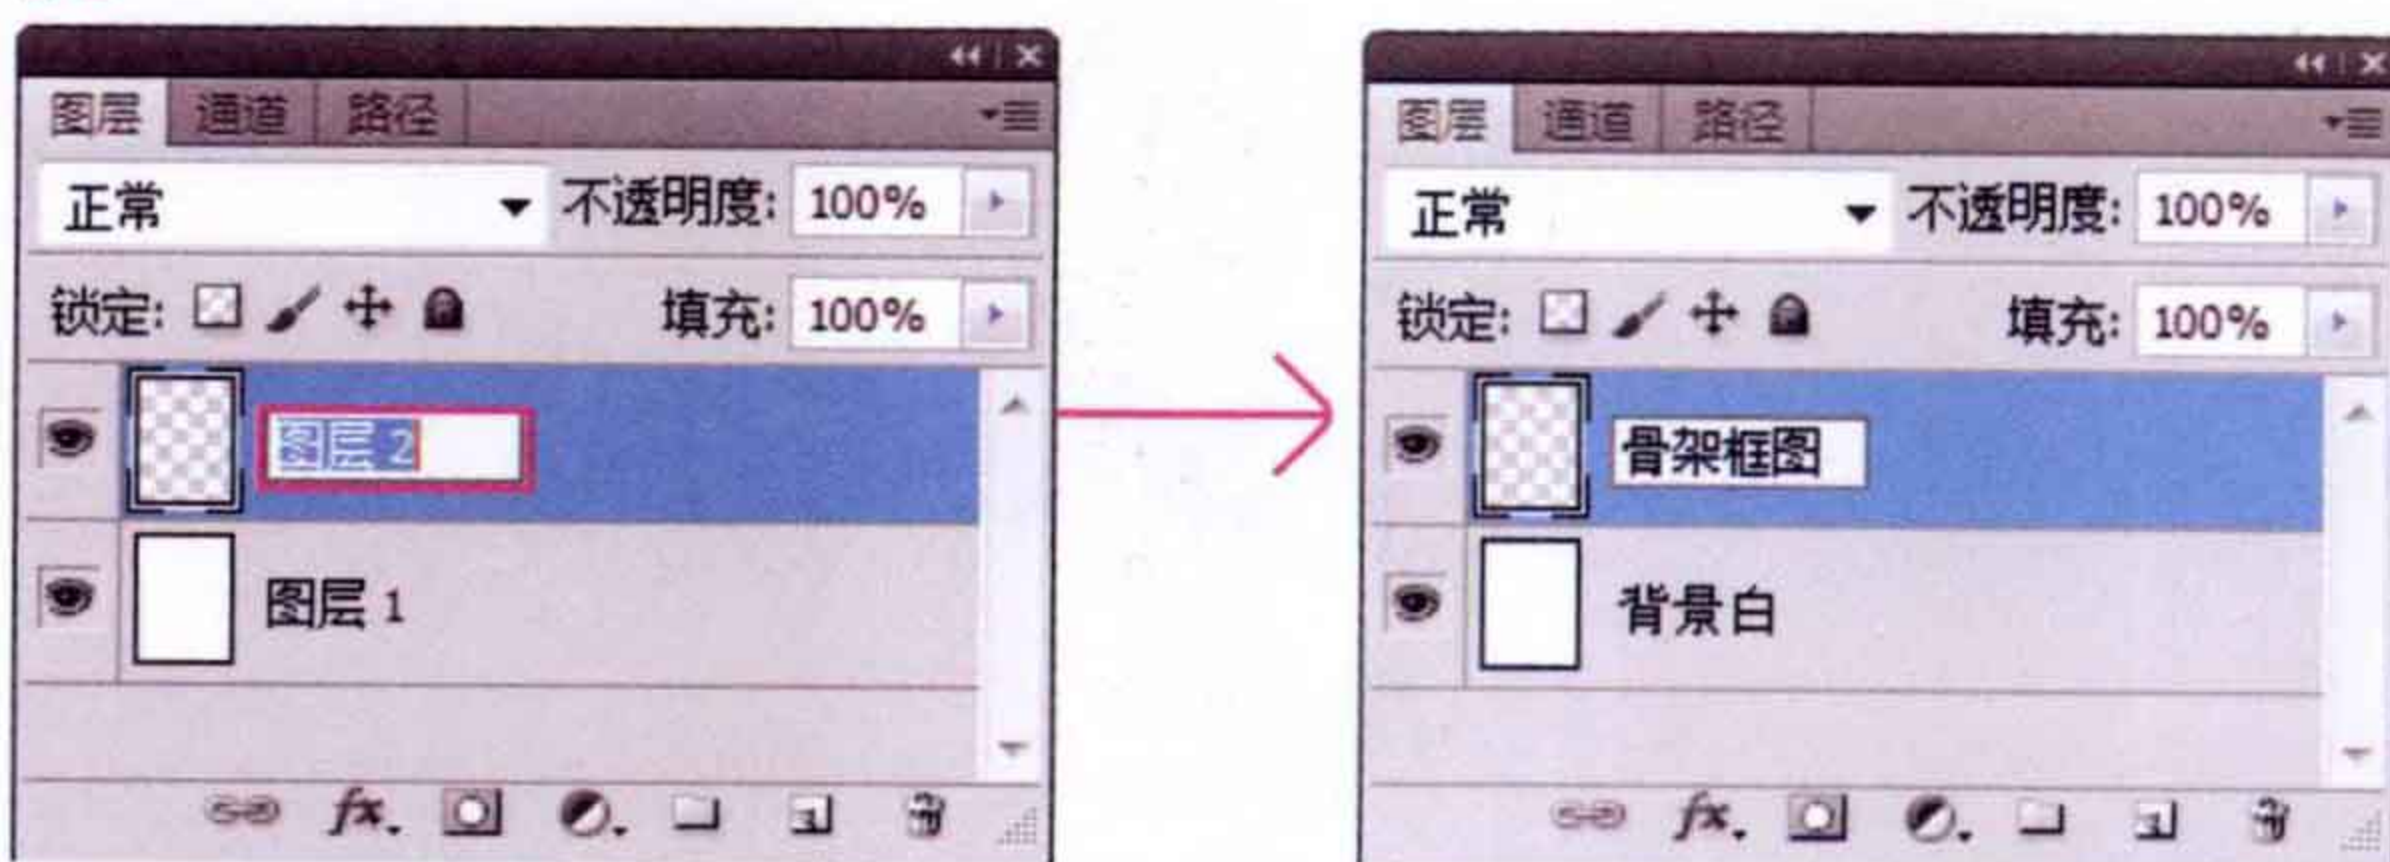 图层 通道 路径
正常 不透明度: 100%
锁定: 填充: 100%
图层 2
图层 1
fx.
图层 通道 路径
正常 不透明度: 100%
锁定: 填充: 100%
骨架框图
背景白
fx.